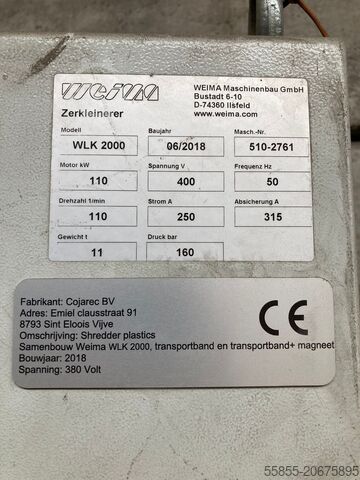 weima
WEIMA Maschinenbau GmbH
Bustadt 6-10
D-74360 Ilsfeld
www.weima.com
Zerkleinerer
Modell Baujahr Masch.-Nr.
WLK 2000 06/2018 510-2761
Motor kW Spannung V Frequenz Hz
110 400 50
Drehzahl 1/min Strom A Absicherung A
110 250 315
Gewicht t Druck bar
11 160
Fabrikant: Cojarec BV
Adres: Emiel clausstraat 91
8793 Sint Eloois Vijve
Omschrijving: Shredder plastics
Samenbouw Weima WLK 2000, transportband en transportband+ magneet
Bouwjaar: 2018
Spanning: 380 Volt
CE
55855-20675895